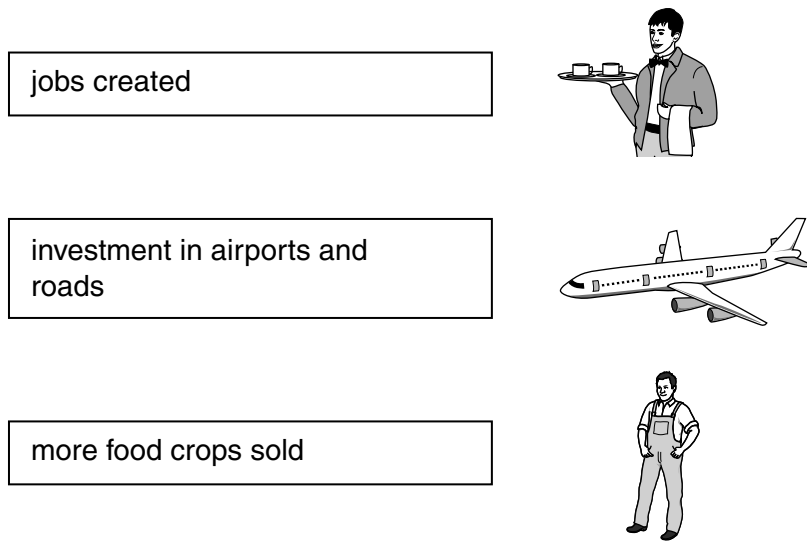 jobs created
investment in airports and
roads
more food crops sold